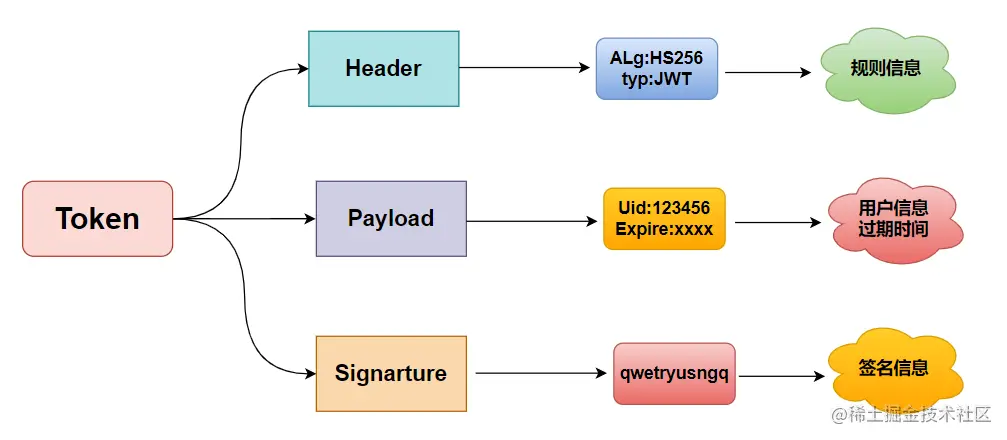 Header
ALg:HS256
typ:JWT
规则信息
Token
Payload
Uid:123456
Expire:xxxx
用户信息
过期时间
Signarture
qwetryusngq
签名信息
@稀土掘金技术社区